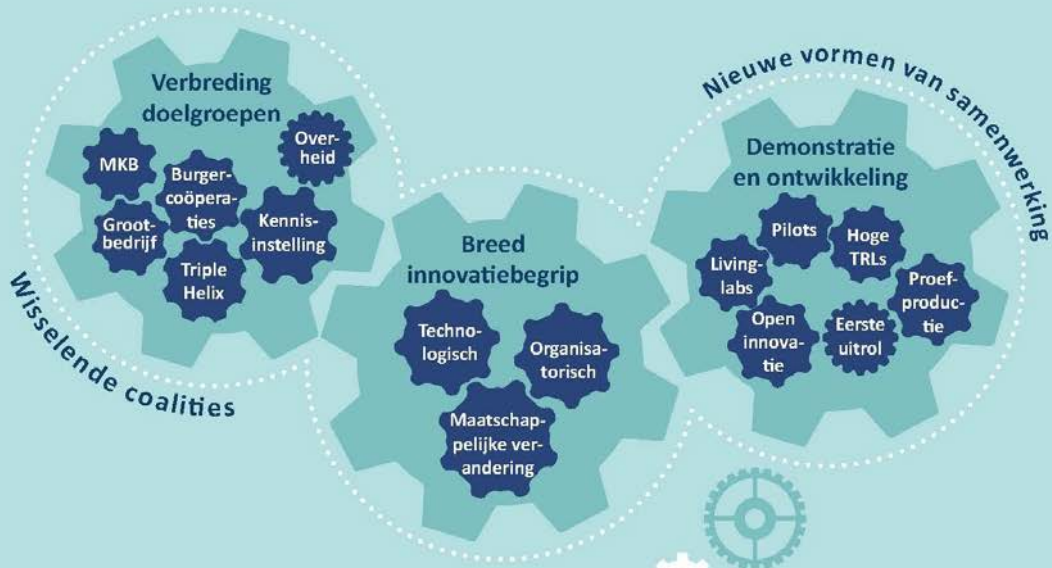 Verbreding
doelgroepen
MKB
Burger-
coöpera-
ties
Over-
heid
Groot-
bedrijf
Kennis-
instelling
Triple
Helix
Wisselende coalities
Breed
innovatiebegrip
Techno-
logisch
Organisa-
torisch
Maatschap-
pelijke ver-
andering
Nieuwe vormen van samenwerking
Demonstratie
en ontwikkeling
Pilots
Hoge
TRLs
Living-
labs
Proef-
produc-
tie
Open
innova-
tie
Eerste
uitrol